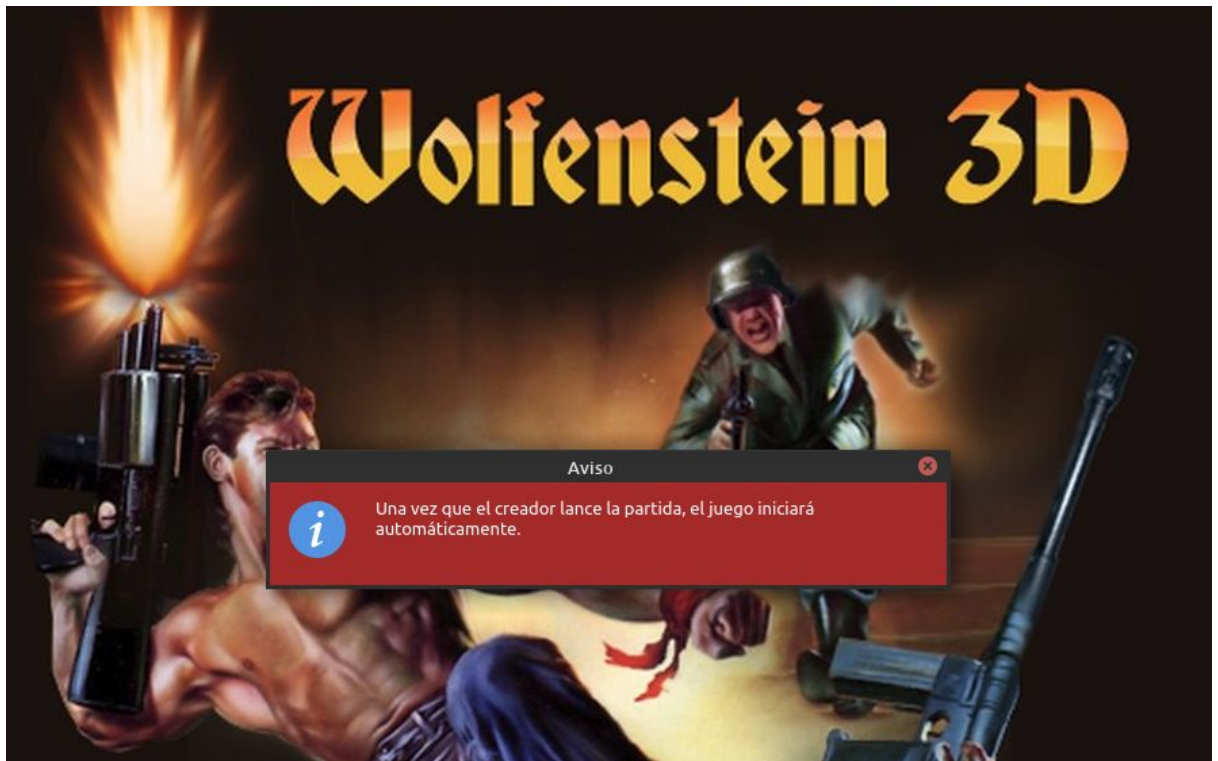 Wolfenstein 3D
Aviso
Una vez que el creador lance la partida, el juego iniciará
automáticamente.